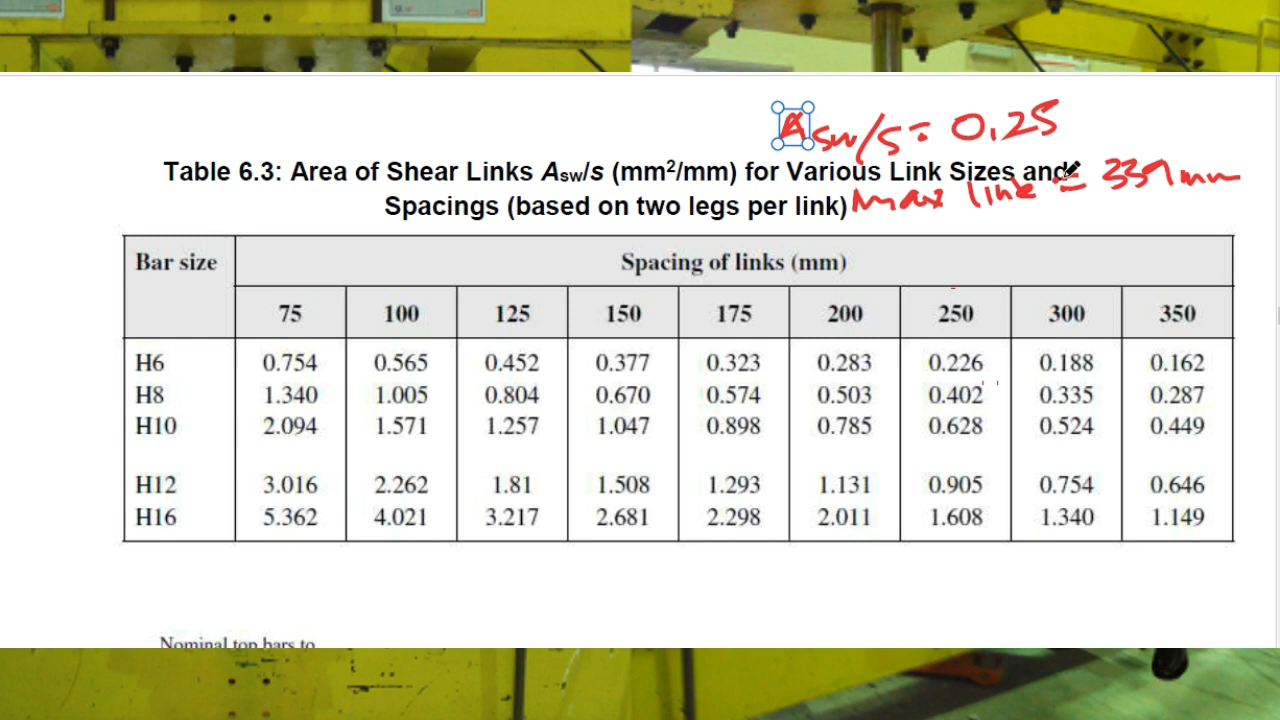 Asw/s = 0.25
Table 6.3: Area of Shear Links Asw/s (mm²/mm) for Various Link Sizes and
Spacings (based on two legs per link)
Max link = 339mm
Bar size Spacing of links (mm)
75 100 125 150 175 200 250 300 350
H6 0.754 0.565 0.452 0.377 0.323 0.283 0.226 0.188 0.162
H8 1.340 1.005 0.804 0.670 0.574 0.503 0.402 0.335 0.287
H10 2.094 1.571 1.257 1.047 0.898 0.785 0.628 0.524 0.449
H12 3.016 2.262 1.81 1.508 1.293 1.131 0.905 0.754 0.646
H16 5.362 4.021 3.217 2.681 2.298 2.011 1.608 1.340 1.149
Nominal top bars to